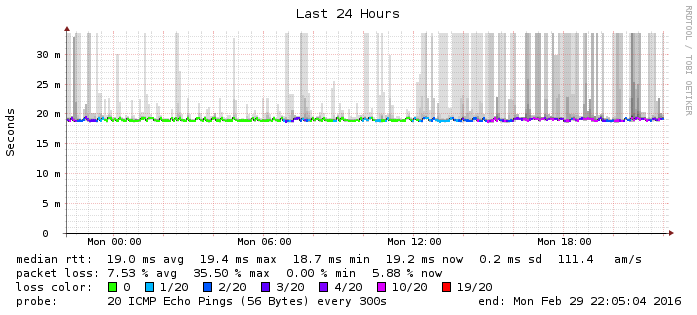 Last 24 Hours
RRDTOOL / TOBI OETIKER
Seconds
30 m
25 m
20 m
15 m
10 m
5 m
0
Mon 00:00 Mon 06:00 Mon 12:00 Mon 18:00
median rtt: 19.0 ms avg 19.4 ms max 18.7 ms min 19.2 ms now 0.2 ms sd 111.4 am/s
packet loss: 7.53 % avg 35.50 % max 0.00 % min 5.88 % now
loss color: 0 1/20 2/20 3/20 4/20 10/20 19/20
probe: 20 ICMP Echo Pings (56 Bytes) every 300s end: Mon Feb 29 22:05:04 2016